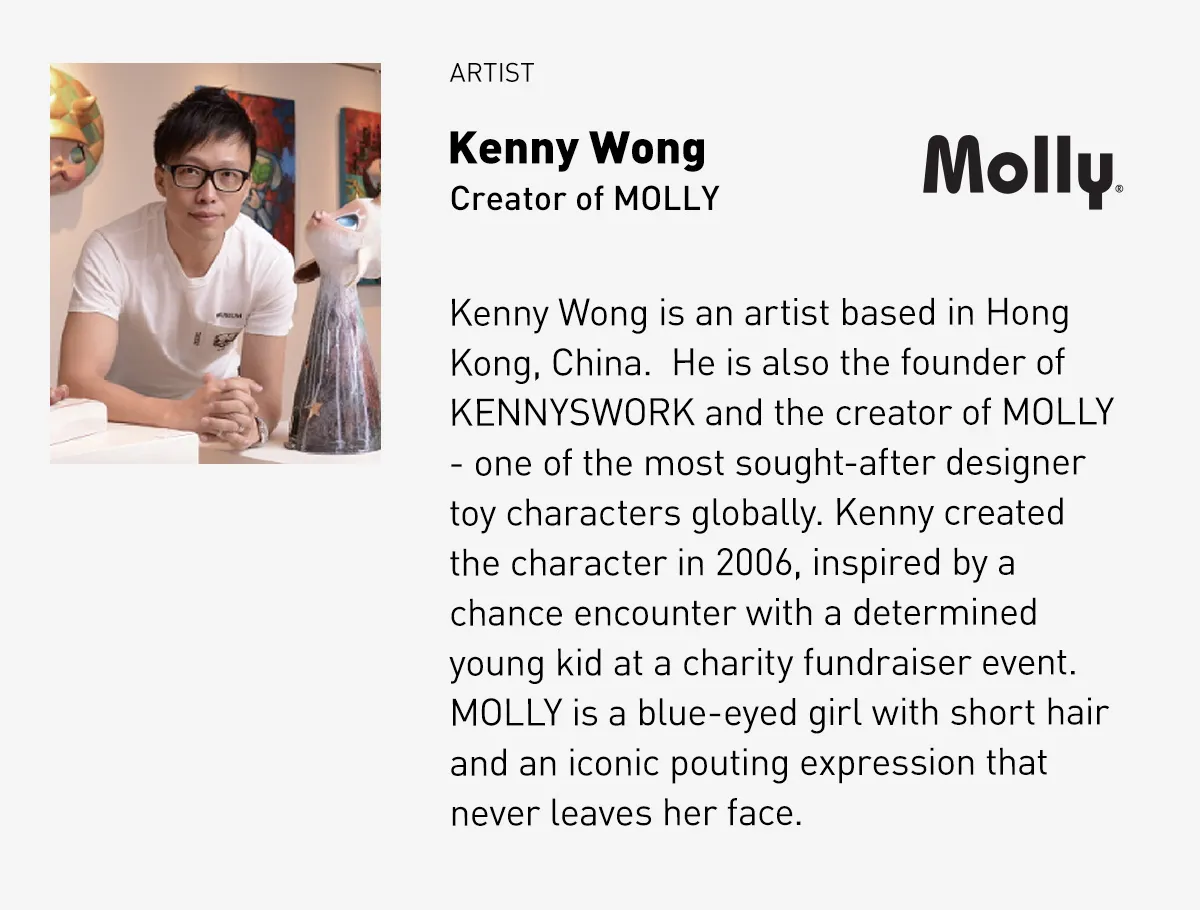 ARTIST
Kenny Wong
Creator of MOLLY
Molly®
Kenny Wong is an artist based in Hong
Kong, China.  He is also the founder of
KENNYSWORK and the creator of MOLLY
- one of the most sought-after designer
toy characters globally. Kenny created
the character in 2006, inspired by a
chance encounter with a determined
young kid at a charity fundraiser event.
MOLLY is a blue-eyed girl with short hair
and an iconic pouting expression that
never leaves her face.